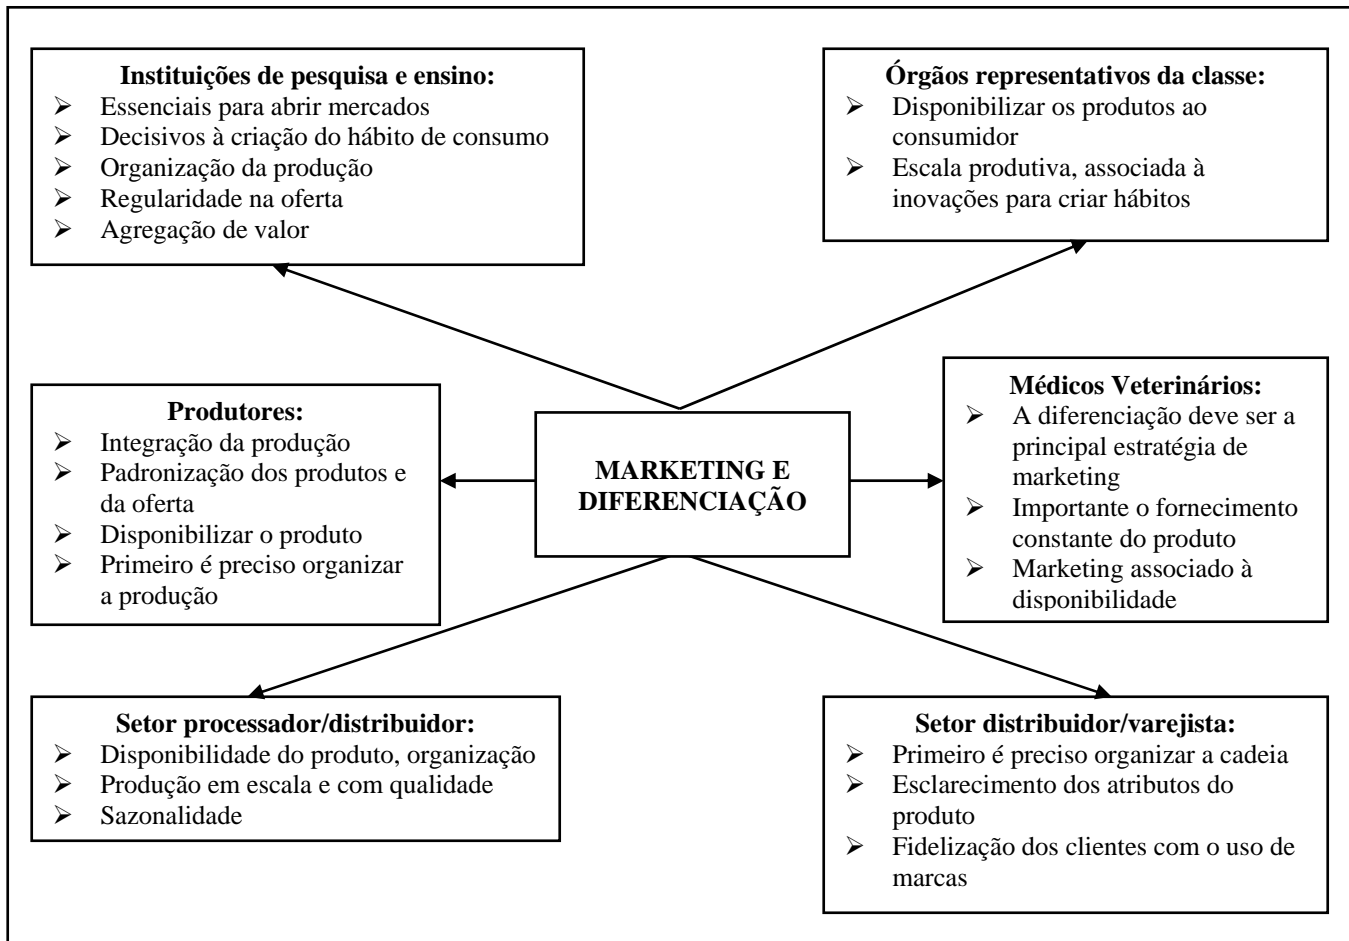 Instituições de pesquisa e ensino:
➢ Essenciais para abrir mercados
➢ Decisivos à criação do hábito de consumo
➢ Organização da produção
➢ Regularidade na oferta
➢ Agregação de valor
Órgãos representativos da classe:
➢ Disponibilizar os produtos ao
consumidor
➢ Escala produtiva, associada à
inovações para criar hábitos
Produtores:
➢ Integração da produção
➢ Padronização dos produtos e
da oferta
➢ Disponibilizar o produto
➢ Primeiro é preciso organizar
a produção
MARKETING E
DIFERENCIAÇÃO
Médicos Veterinários:
➢ A diferenciação deve ser a
principal estratégia de
marketing
➢ Importante o fornecimento
constante do produto
➢ Marketing associado à
disponibilidade
Setor processador/distribuidor:
➢ Disponibilidade do produto, organização
➢ Produção em escala e com qualidade
➢ Sazonalidade
Setor distribuidor/varejista:
➢ Primeiro é preciso organizar a cadeia
➢ Esclarecimento dos atributos do
produto
➢ Fidelização dos clientes com o uso de
marcas